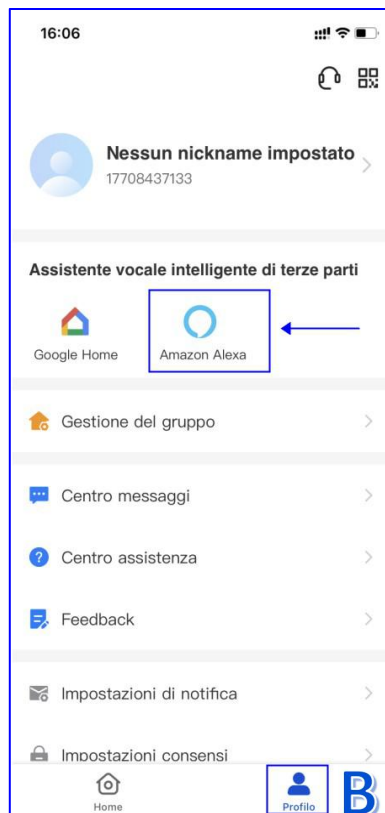 16:06
Nessun nickname impostato
17708437133
Assistente vocale intelligente di terze parti
Google Home Amazon Alexa
Gestione del gruppo
Centro messaggi
Centro assistenza
Feedback
Impostazioni di notifica
Impostazioni consensi
Home Profilo B